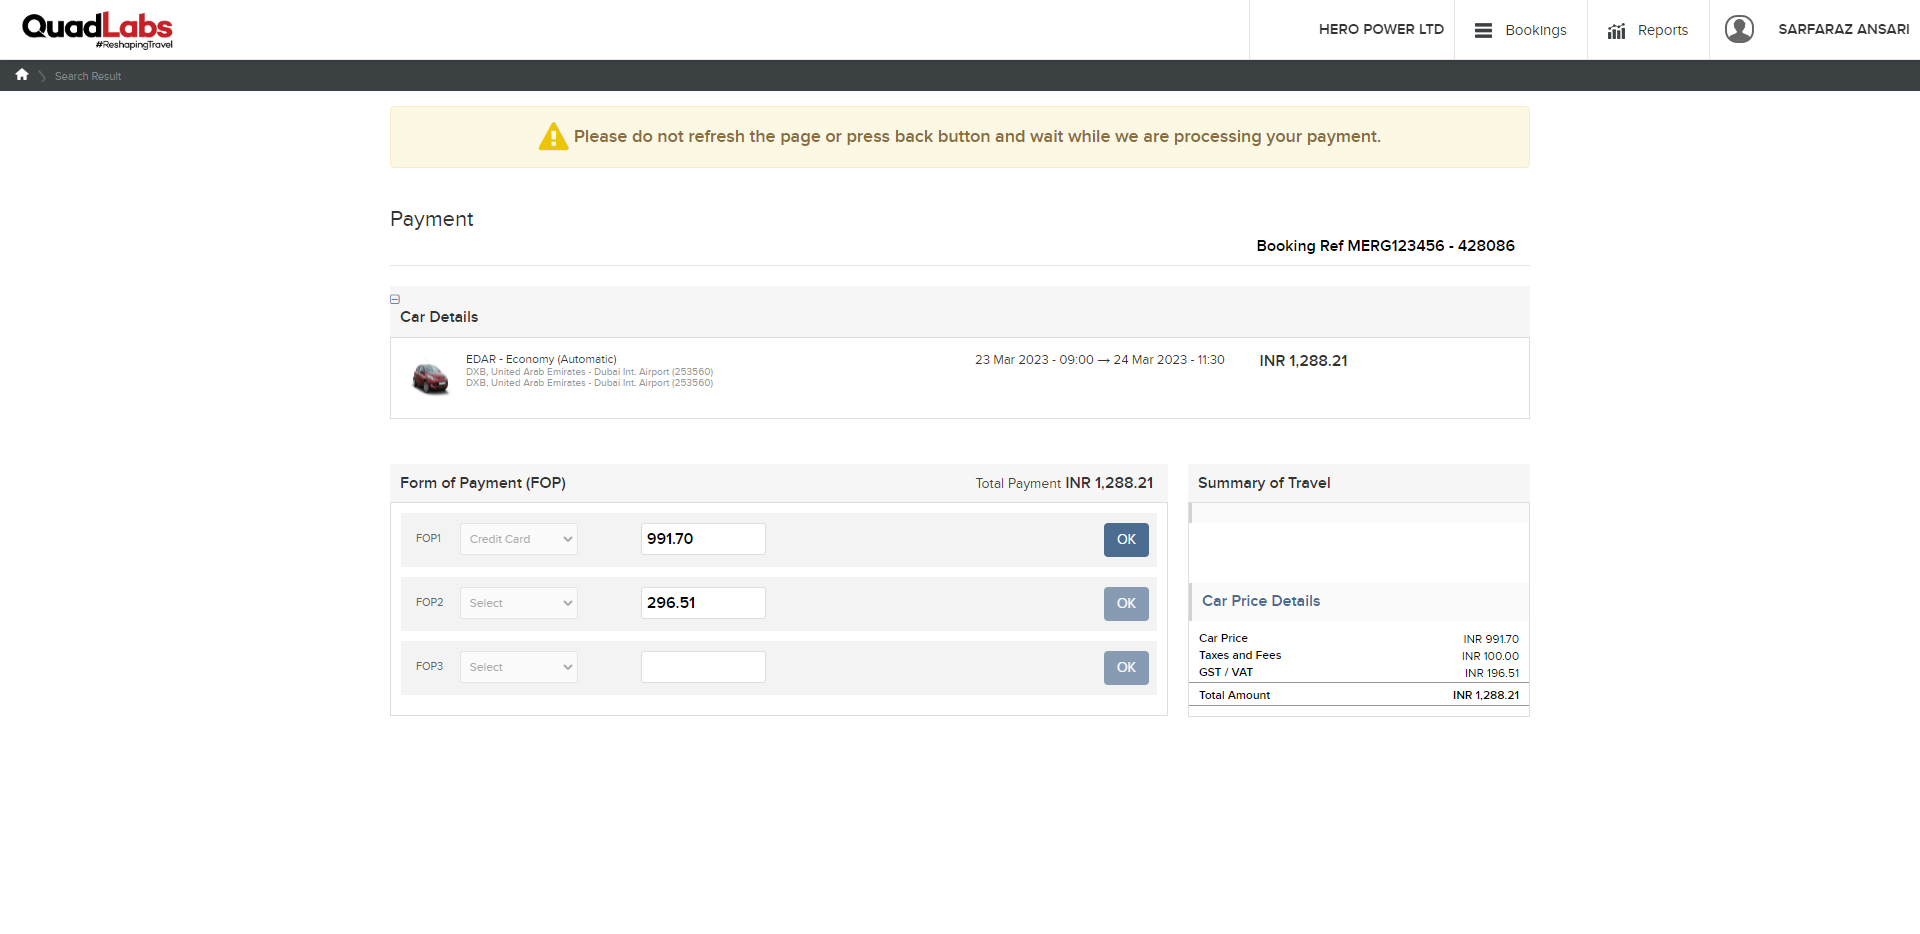 QuadLabs
#ReshapingTravel
HERO POWER LTD
Bookings
Reports
SARFARAZ ANSARI
Search Result
Please do not refresh the page or press back button and wait while we are processing your payment.
Payment
Booking Ref MERG123456 - 428086
Car Details
EDAR - Economy (Automatic)
DXB, United Arab Emirates - Dubai Int. Airport (253560)
DXB, United Arab Emirates - Dubai Int. Airport (253560)
23 Mar 2023 - 09:00 → 24 Mar 2023 - 11:30
INR 1,288.21
Form of Payment (FOP)
Total Payment INR 1,288.21
FOP1 Credit Card 991.70 OK
FOP2 Select 296.51 OK
FOP3 Select OK
Summary of Travel
Car Price Details
Car Price INR 991.70
Taxes and Fees INR 100.00
GST / VAT INR 196.51
Total Amount INR 1,288.21